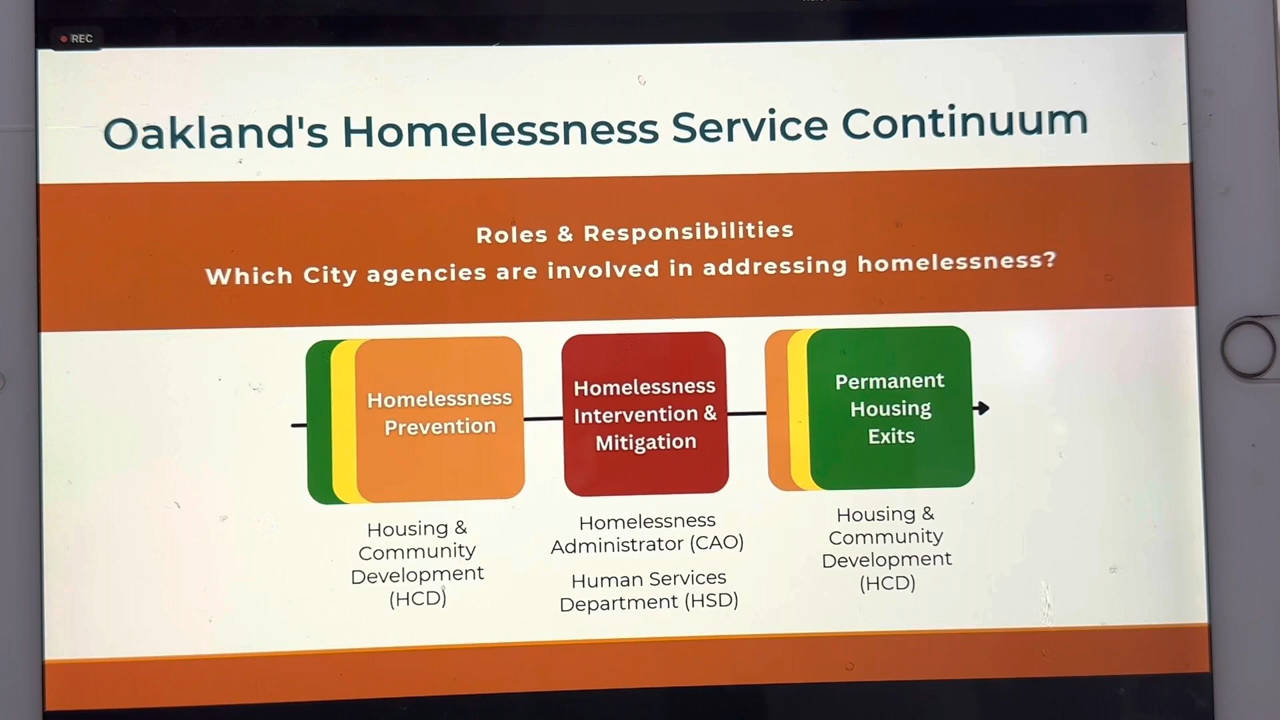 REC
Oakland's Homelessness Service Continuum
Roles & Responsibilities
Which City agencies are involved in addressing homelessness?
Homelessness
Prevention
Homelessness
Intervention &
Mitigation
Permanent
Housing
Exits
Housing &
Community
Development
(HCD)
Homelessness
Administrator (CAO)
Human Services
Department (HSD)
Housing &
Community
Development
(HCD)